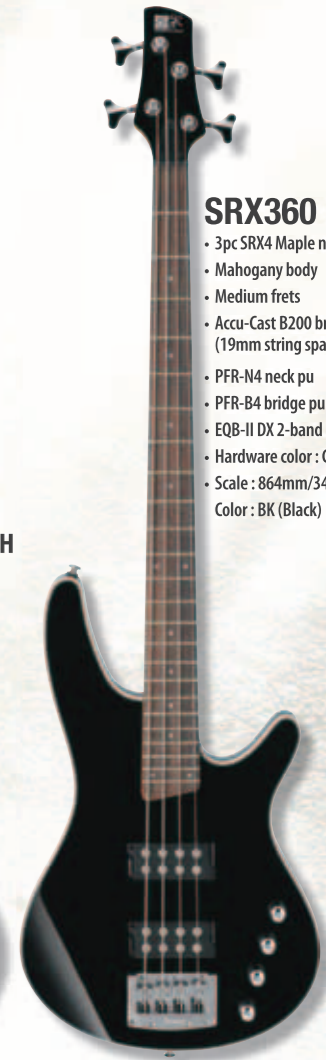 SRX360
• 3pc SRX4 Maple n
• Mahogany body
• Medium frets
• Accu-Cast B200 br
(19mm string spa
• PFR-N4 neck pu
• PFR-B4 bridge pu
• EQB-II DX 2-band
• Hardware color : C
• Scale : 864mm/34
Color : BK (Black)
H